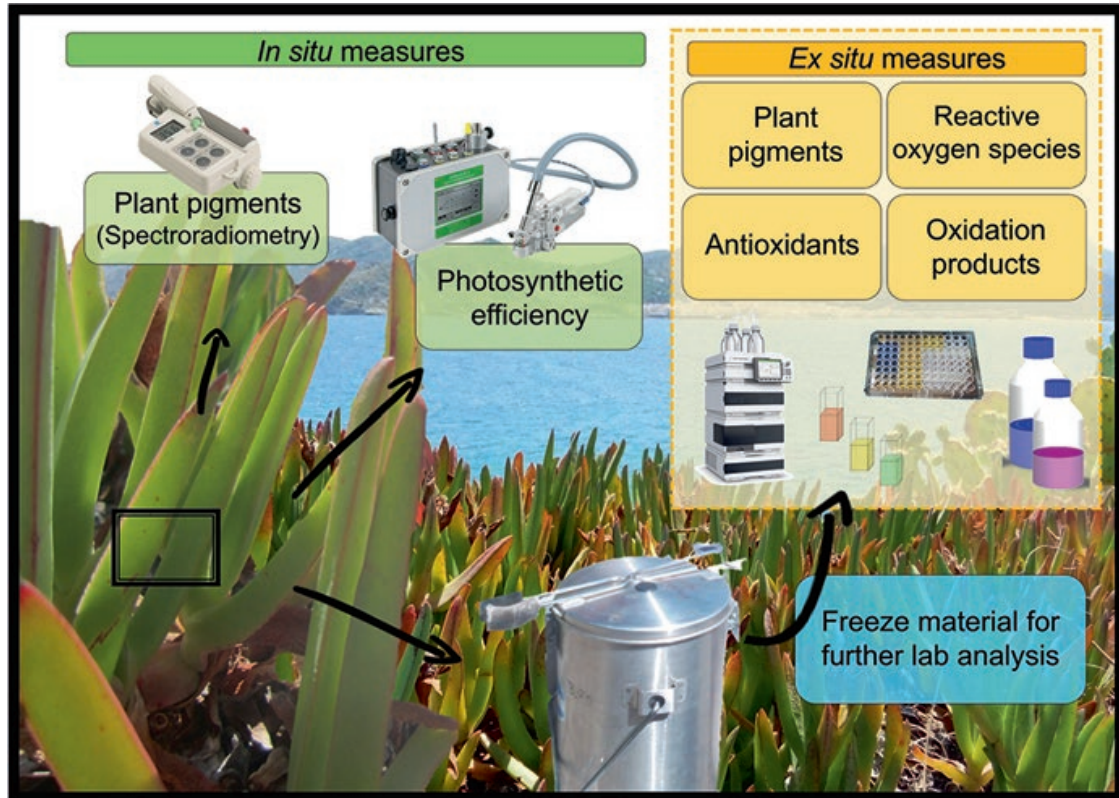 In situ measures
Plant pigments
(Spectroradiometry)
Photosynthetic
efficiency
Ex situ measures
Plant
pigments
Reactive
oxygen species
Antioxidants
Oxidation
products
Freeze material for
further lab analysis